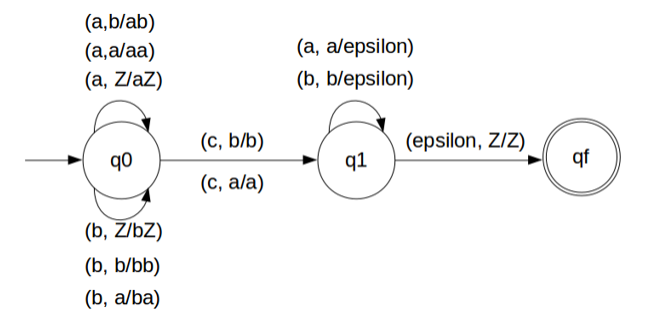 (a,b/ab)
(a,a/aa)
(a, Z/aZ)
(a, a/epsilon)
(b, b/epsilon)
(c, b/b)
(epsilon, Z/Z)
q0
q1
qf
(c, a/a)
(b, Z/bZ)
(b, b/bb)
(b, a/ba)